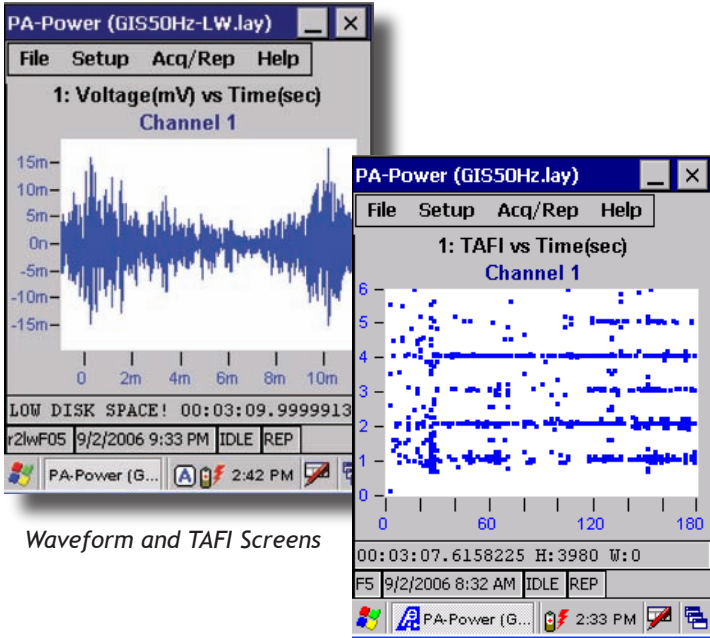 PA-Power (GIS50Hz-LW.lay)
File Setup Acq/Rep Help
1: Voltage(mV) vs Time(sec)
Channel 1
15m
10m
5m
0n
-5m
-10m
-15m
0 2m 4m 6m 8m 10m
LOW DISK SPACE! 00:03:09.9999913
r2lwF05 9/2/2006 9:33 PM IDLE REP
PA-Power (G... A 2:42 PM
Waveform and TAFI Screens
PA-Power (GIS50Hz.lay)
File Setup Acq/Rep Help
1: TAFI vs Time(sec)
Channel 1
6
5
4
3
2
1
0
0 60 120 180
00:03:07.6158225 H:3980 W:0
F5 9/2/2006 8:32 AM IDLE REP
PA-Power (G... 2:33 PM